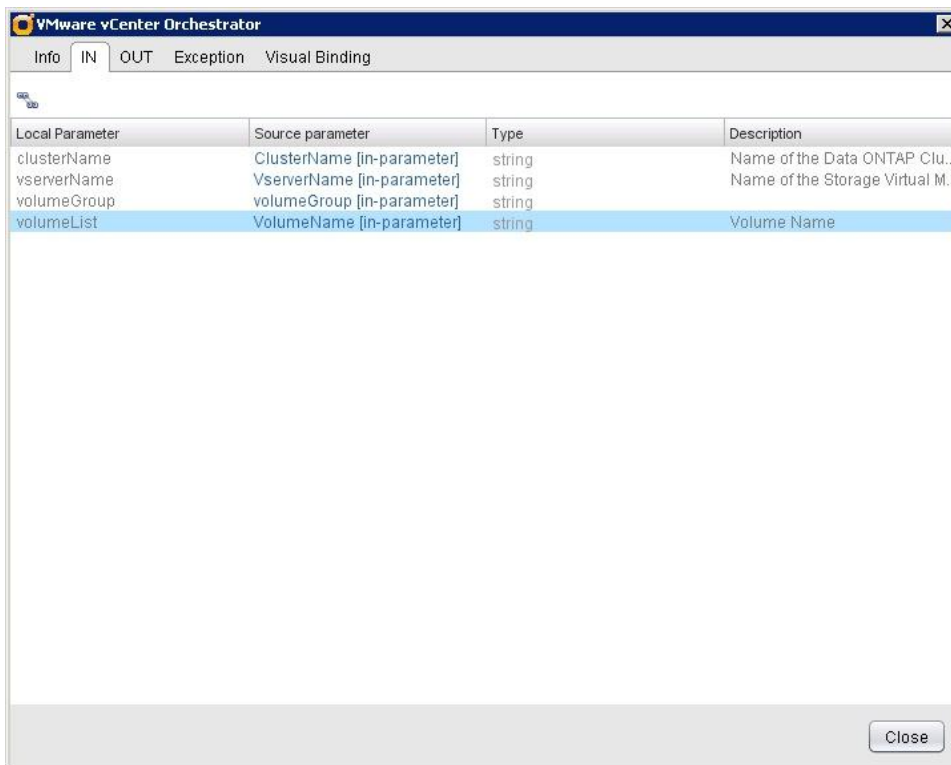 VMware vCenter Orchestrator
Info IN OUT Exception Visual Binding
Local Parameter Source parameter Type Description
clusterName ClusterName [in-parameter] string Name of the Data ONTAP Clu...
vserverName VserverName [in-parameter] string Name of the Storage Virtual M.
volumeGroup volumeGroup [in-parameter] string
volumeList VolumeName [in-parameter] string Volume Name
Close